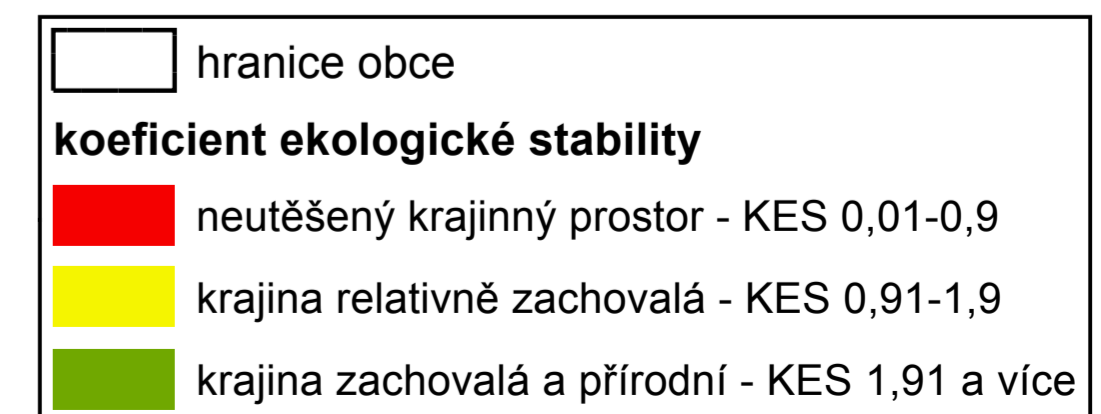 hranice obce
koeficient ekologické stability
neutěšený krajinný prostor - KES 0,01-0,9
krajina relativně zachovalá - KES 0,91-1,9
krajina zachovalá a přírodní - KES 1,91 a více